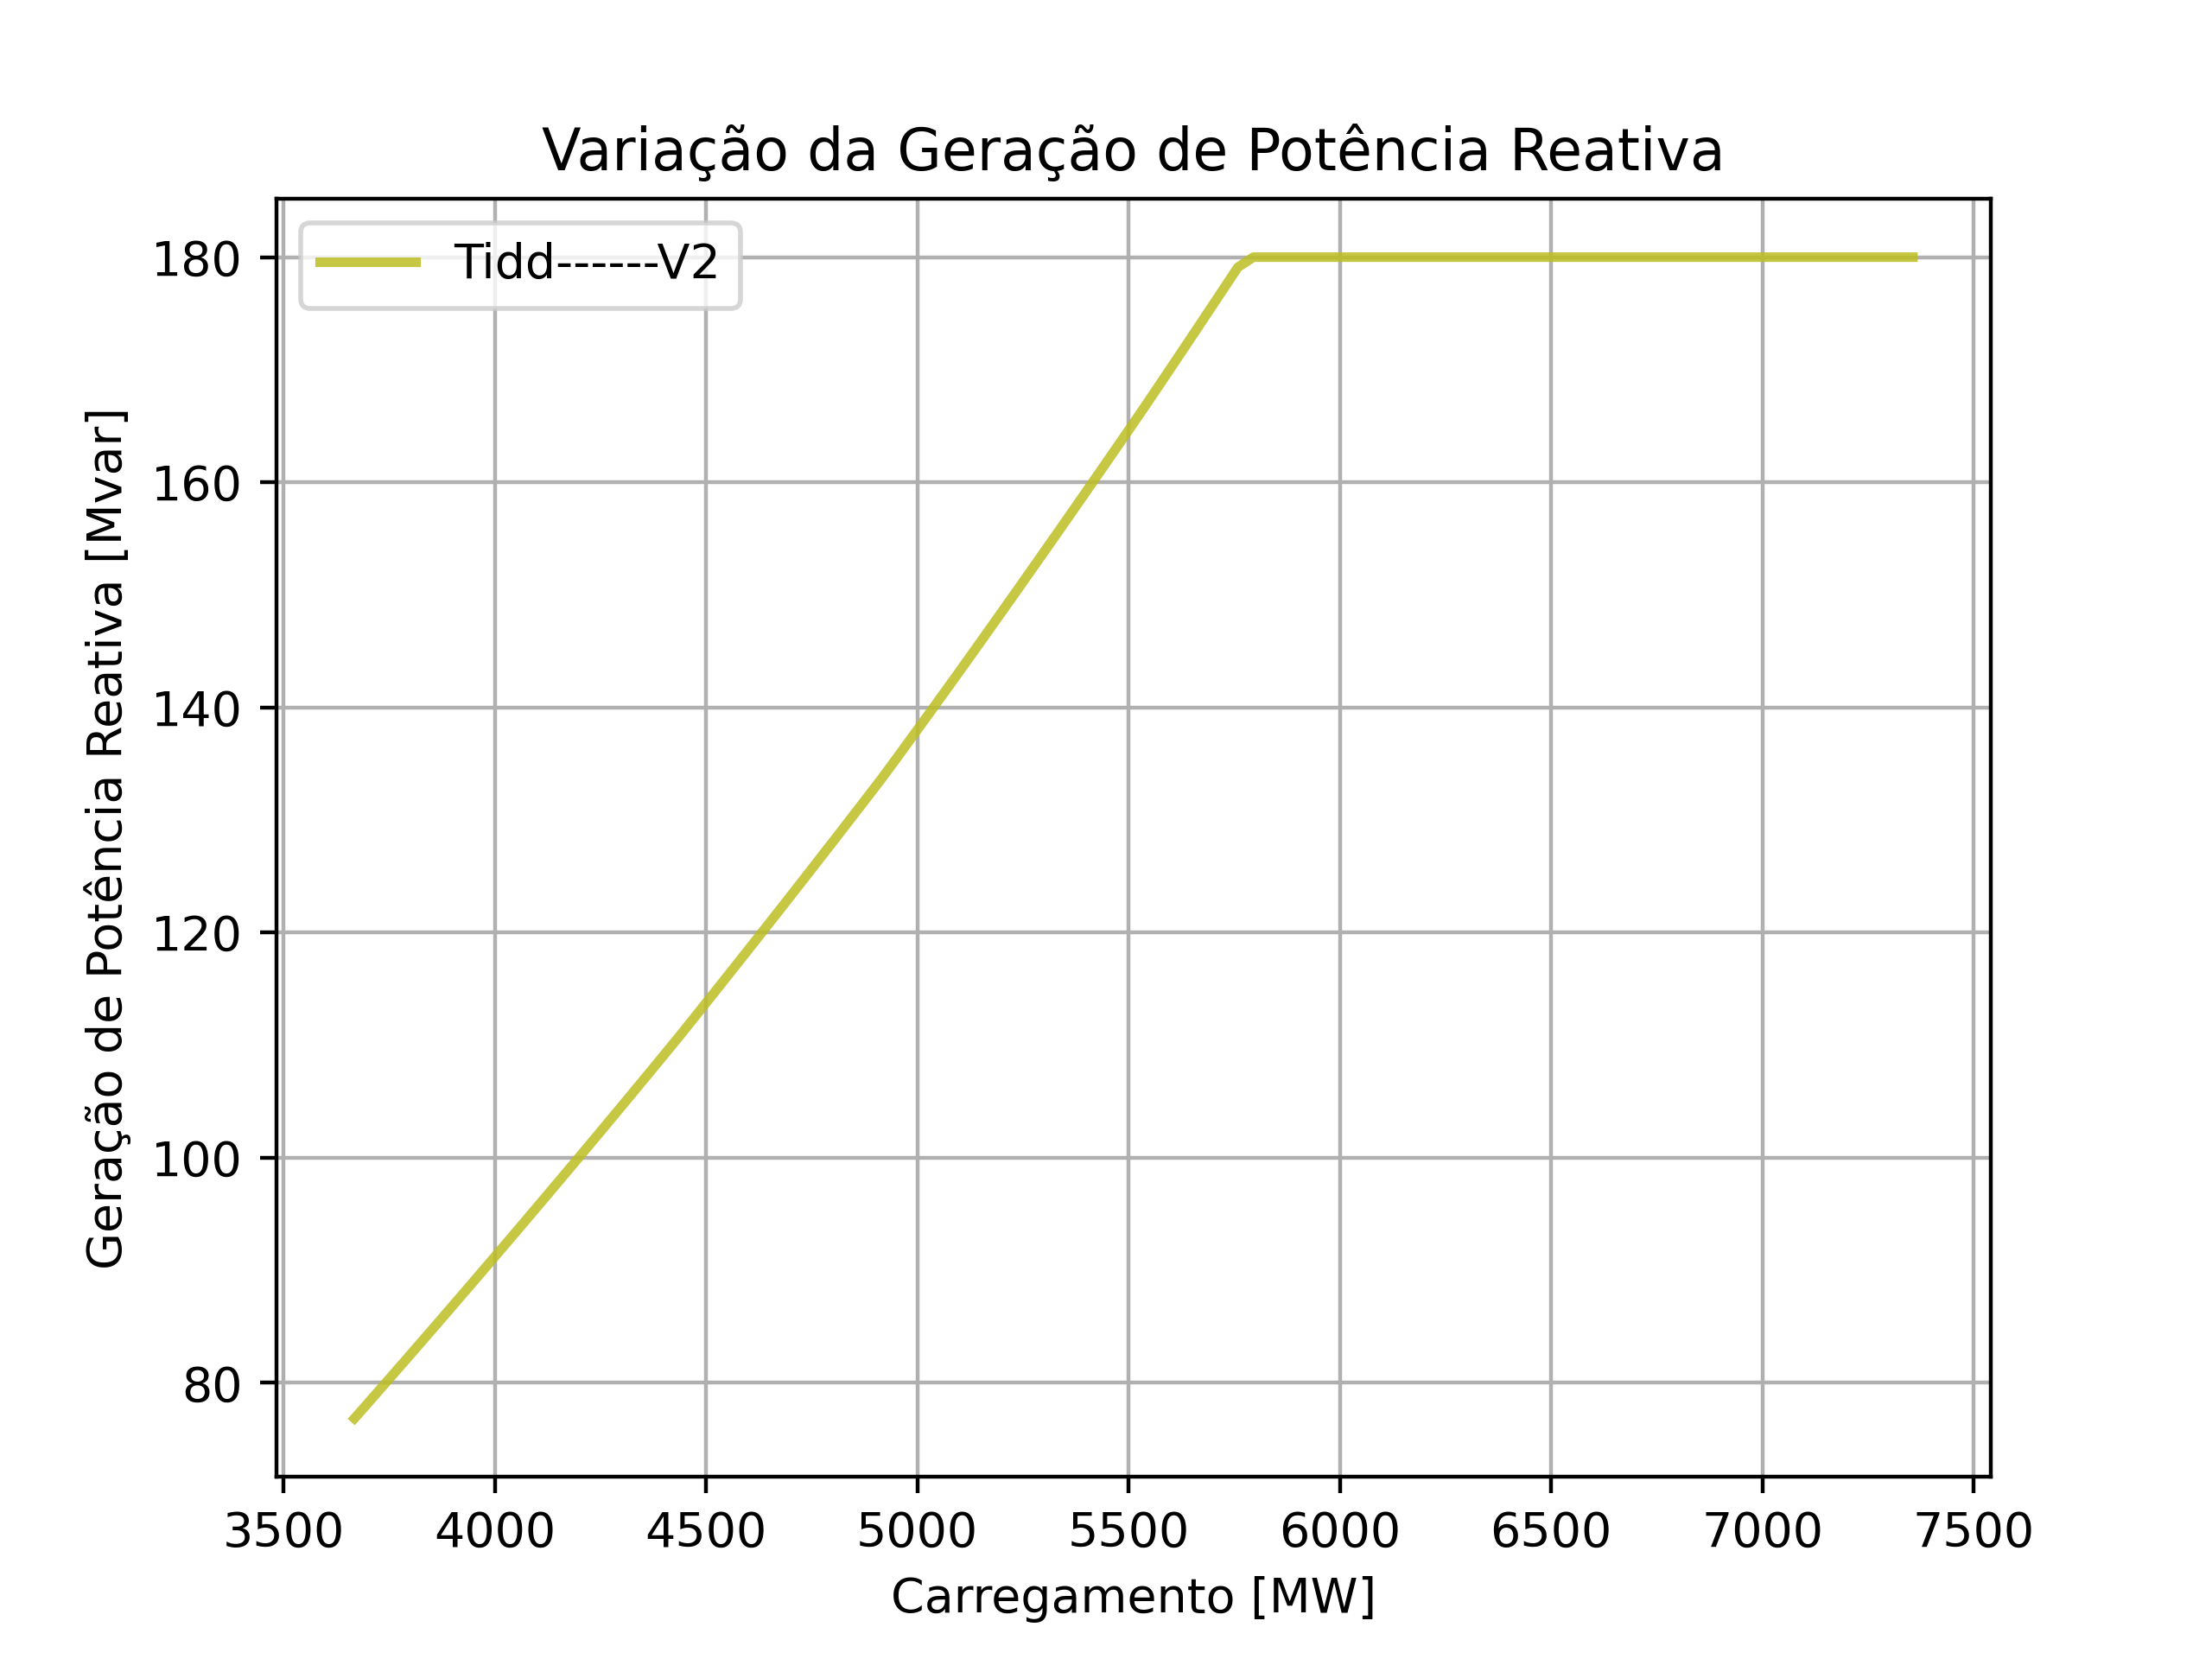 Variação da Geração de Potência Reativa
Tidd------V2
Geração de Potência Reativa [Mvar]
180
160
140
120
100
80
3500 4000 4500 5000 5500 6000 6500 7000 7500
Carregamento [MW]